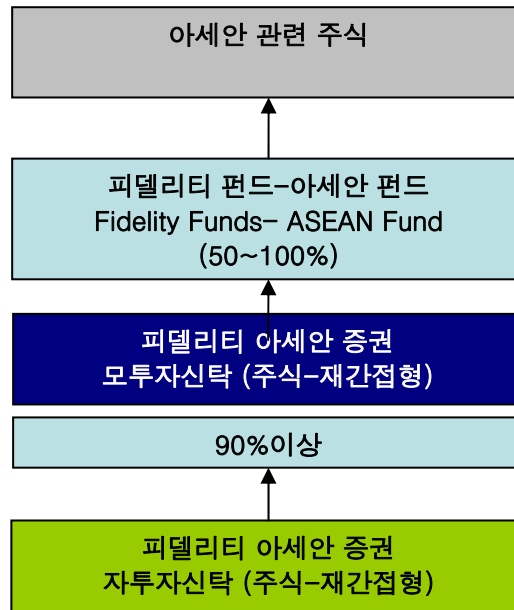 아세안 관련 주식
피델리티 펀드-아세안 펀드
Fidelity Funds- ASEAN Fund
(50~100%)
피델리티 아세안 증권
모투자신탁 (주식-재간접형)
90%이상
피델리티 아세안 증권
자투자신탁 (주식-재간접형)